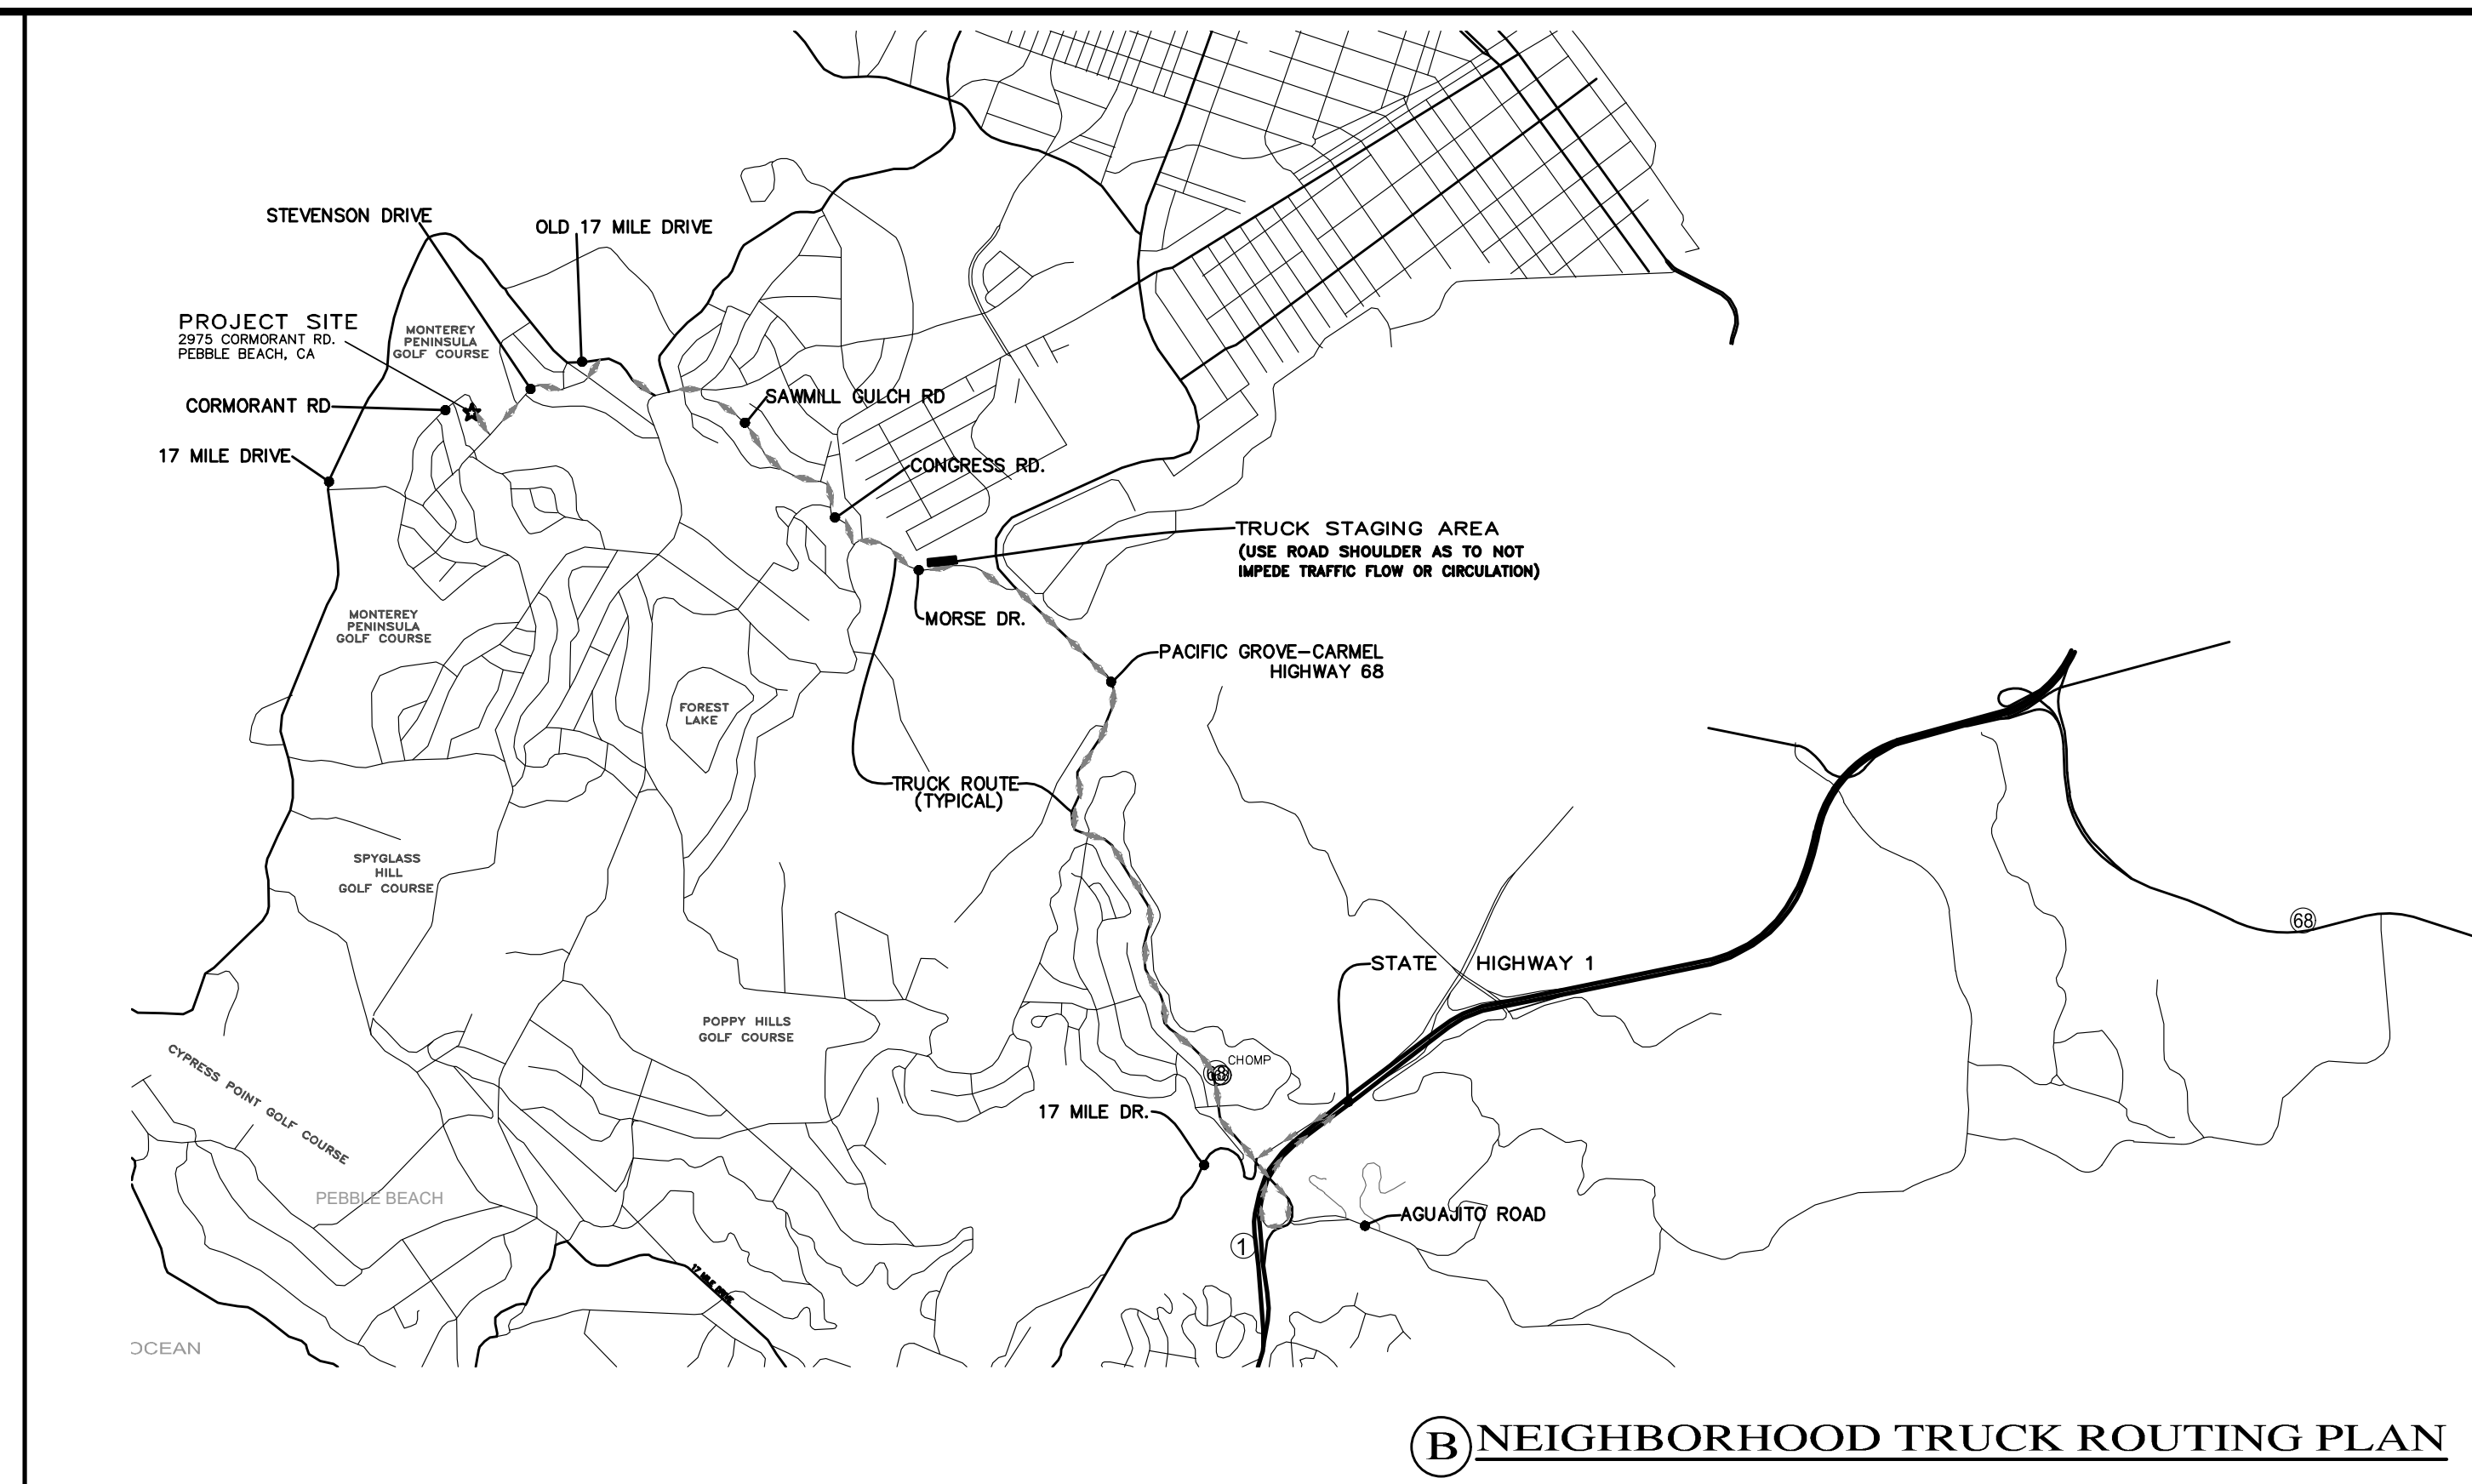 STEVENSON DRIVE
OLD 17 MILE DRIVE
PROJECT SITE
2975 CORMORANT RD.
PEBBLE BEACH, CA
MONTEREY
PENINSULA
GOLF COURSE
CORMORANT RD
SAWMILL GULCH RD
17 MILE DRIVE
CONGRESS RD.
TRUCK STAGING AREA
(USE ROAD SHOULDER AS TO NOT
IMPEDE TRAFFIC FLOW OR CIRCULATION)
MORSE DR.
MONTEREY
PENINSULA
GOLF COURSE
PACIFIC GROVE-CARMEL
HIGHWAY 68
FOREST
LAKE
TRUCK ROUTE
(TYPICAL)
SPYGLASS
HILL
GOLF COURSE
68
STATE HIGHWAY 1
POPPY HILLS
GOLF COURSE
CYPRESS POINT GOLF COURSE
CHOMP
68
17 MILE DR.
PEBBLE BEACH
AGUAJITO ROAD
1
17 MILE DRIVE
OCEAN
B NEIGHBORHOOD TRUCK ROUTING PLAN